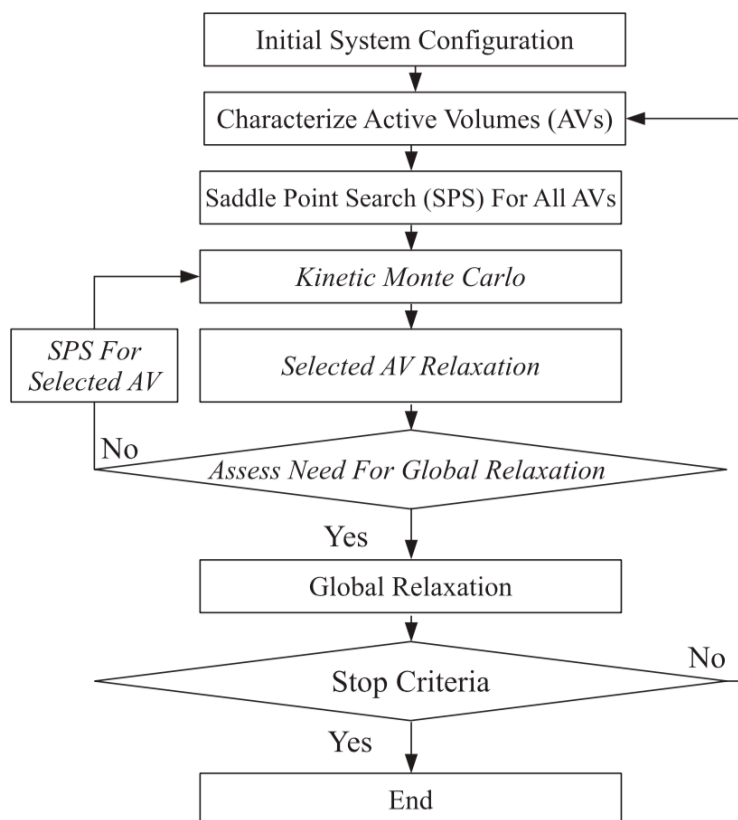 Initial System Configuration
Characterize Active Volumes (AVs)
Saddle Point Search (SPS) For All AVs
Kinetic Monte Carlo
SPS For
Selected AV
Selected AV Relaxation
No
Assess Need For Global Relaxation
Yes
Global Relaxation
No
Stop Criteria
Yes
End